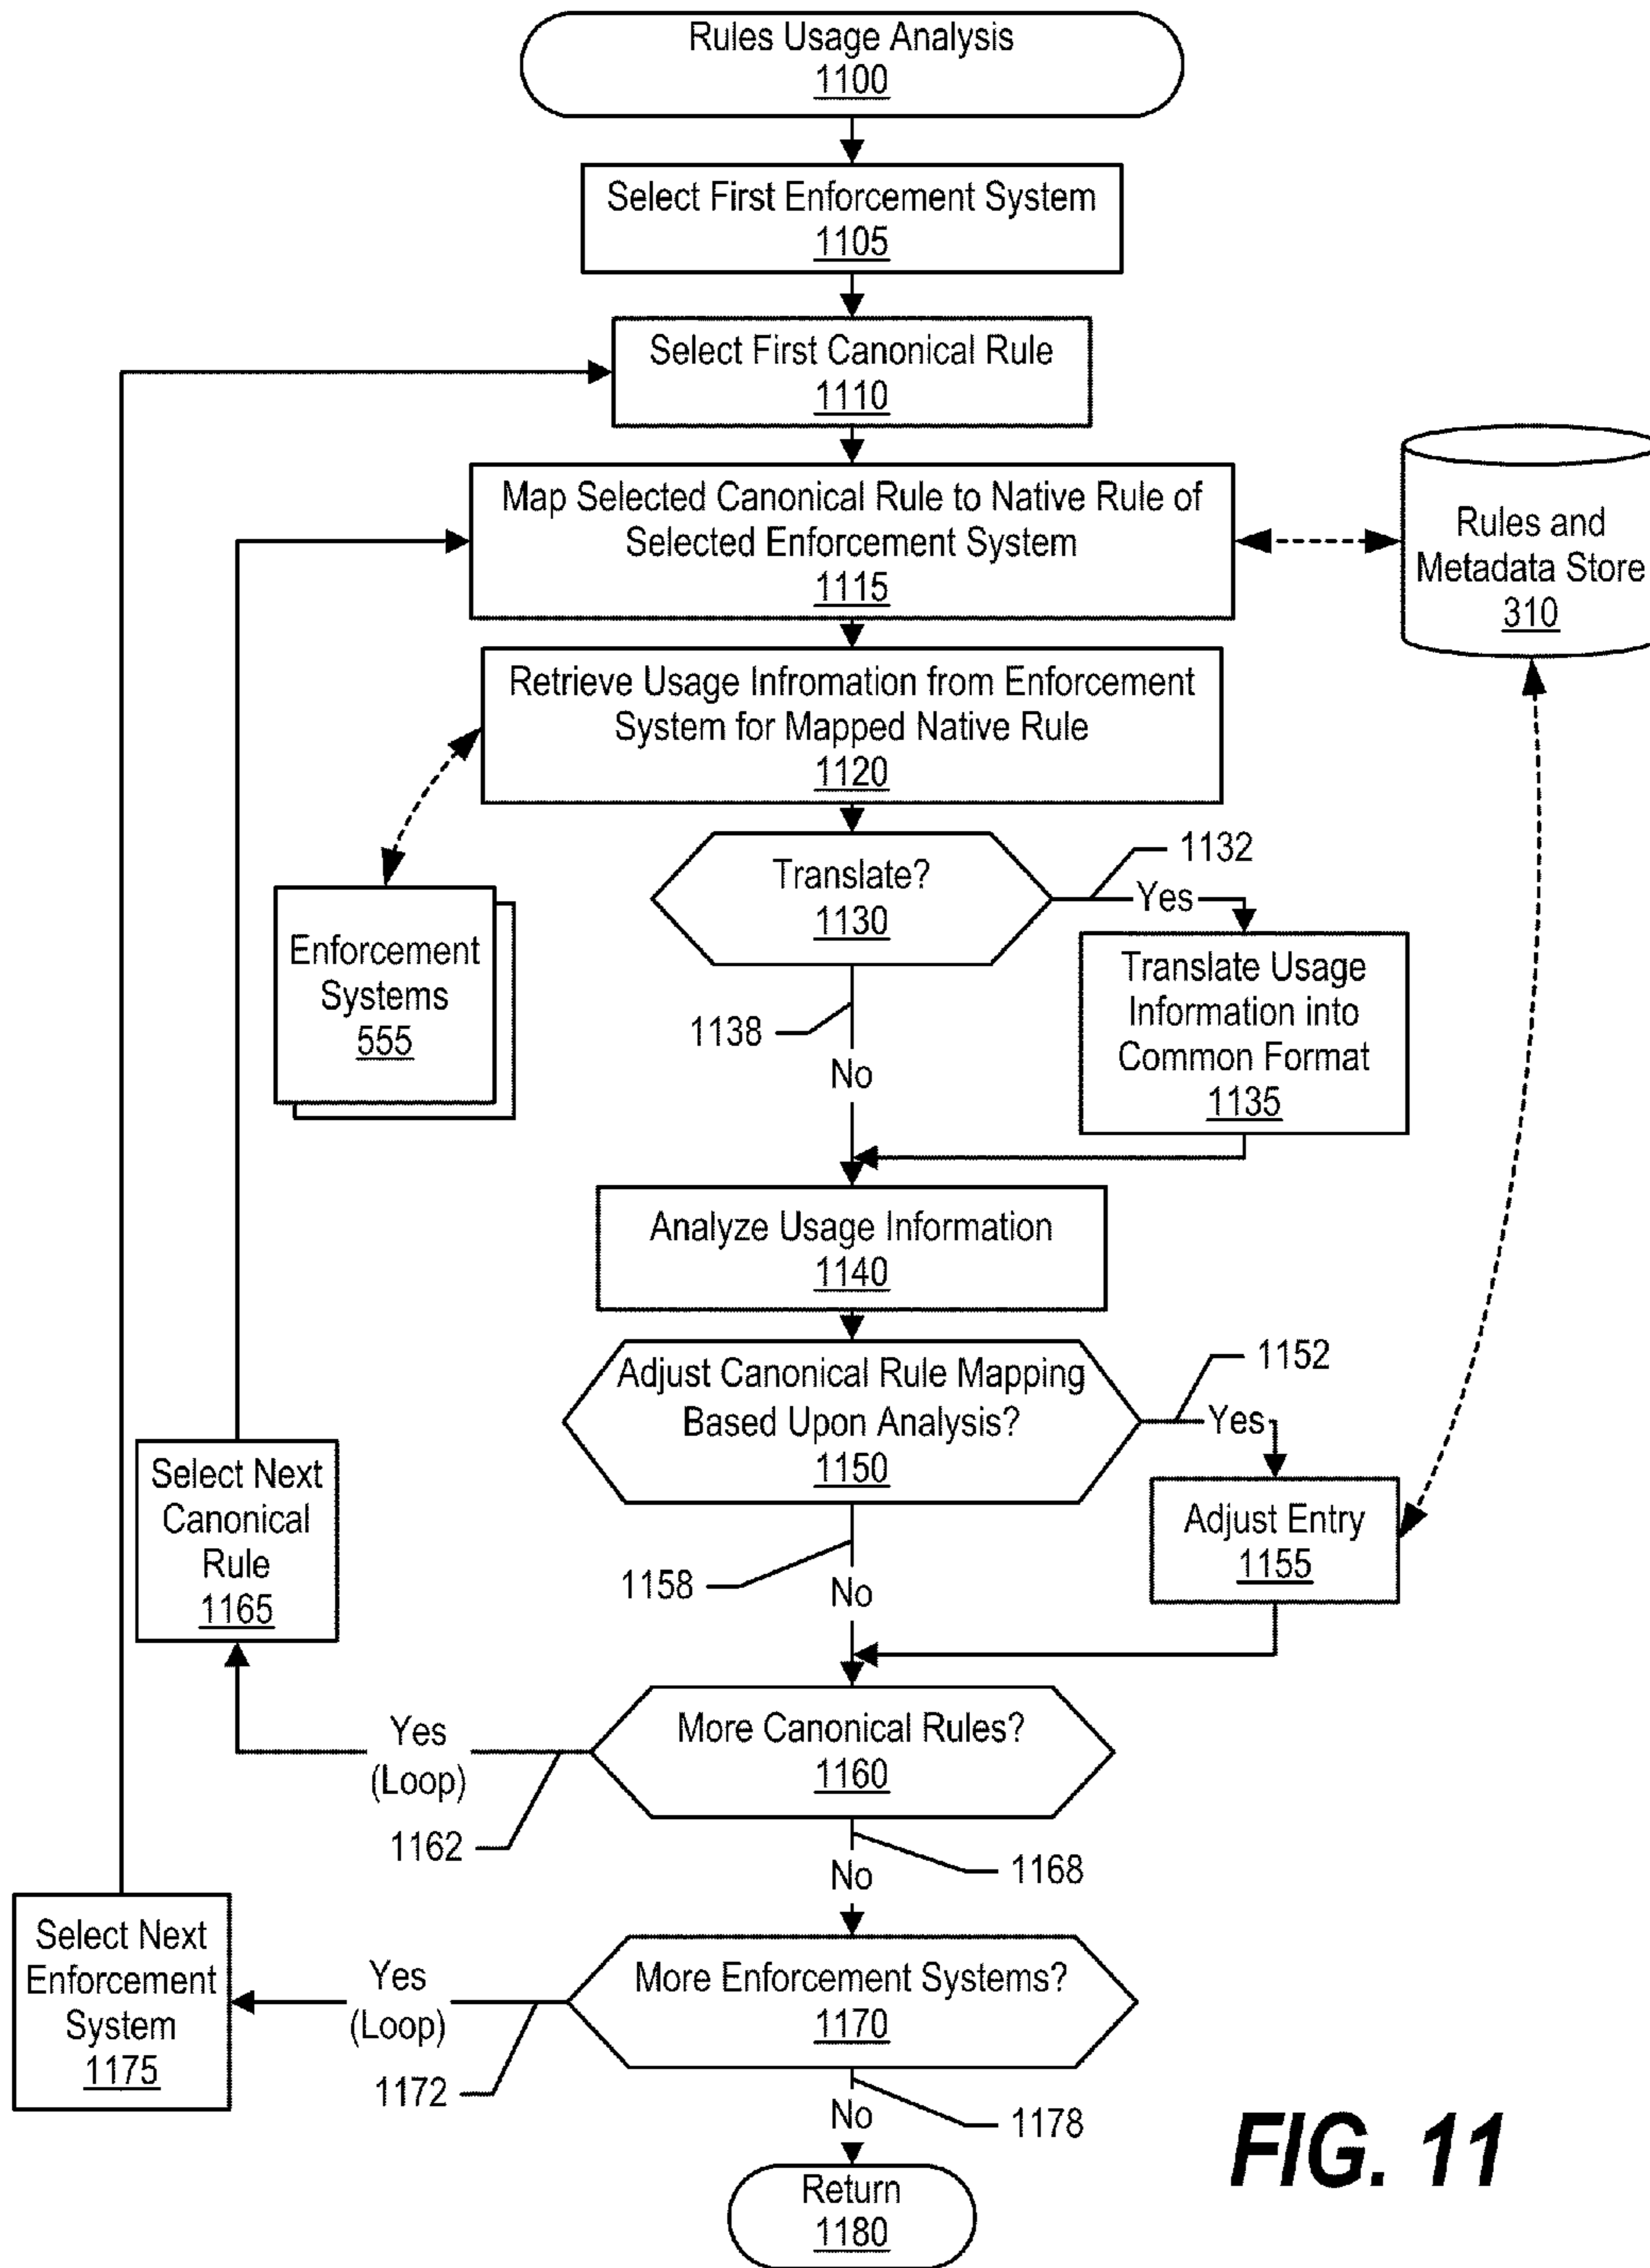 Rules Usage Analysis
1100
Select First Enforcement System
1105
Select First Canonical Rule
1110
Map Selected Canonical Rule to Native Rule of
Selected Enforcement System
1115
Rules and
Metadata Store
310
Retrieve Usage Infromation from Enforcement
System for Mapped Native Rule
1120
Translate?
1130
1132
Yes
Enforcement
Systems
555
Translate Usage
Information into
Common Format
1135
1138
No
Analyze Usage Information
1140
Adjust Canonical Rule Mapping
Based Upon Analysis?
1150
1152
Yes
Select Next
Canonical
Rule
1165
Adjust Entry
1155
1158
No
More Canonical Rules?
1160
Yes
(Loop)
1162
1168
No
Select Next
Enforcement
System
1175
More Enforcement Systems?
1170
Yes
(Loop)
1172
1178
No
Return
1180
FIG. 11